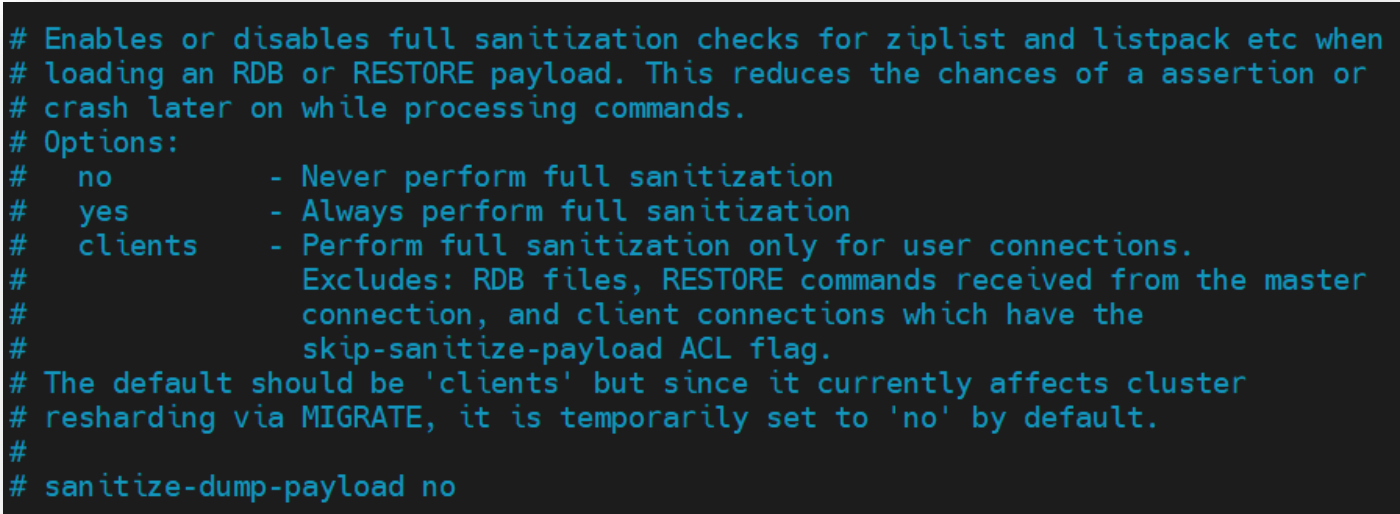 # Enables or disables full sanitization checks for ziplist and listpack etc when
# loading an RDB or RESTORE payload. This reduces the chances of a assertion or
# crash later on while processing commands.
# Options:
#   no         - Never perform full sanitization
#   yes        - Always perform full sanitization
#   clients    - Perform full sanitization only for user connections.
#                Excludes: RDB files, RESTORE commands received from the master
#                connection, and client connections which have the
#                skip-sanitize-payload ACL flag.
# The default should be 'clients' but since it currently affects cluster
# resharding via MIGRATE, it is temporarily set to 'no' by default.
#
# sanitize-dump-payload no